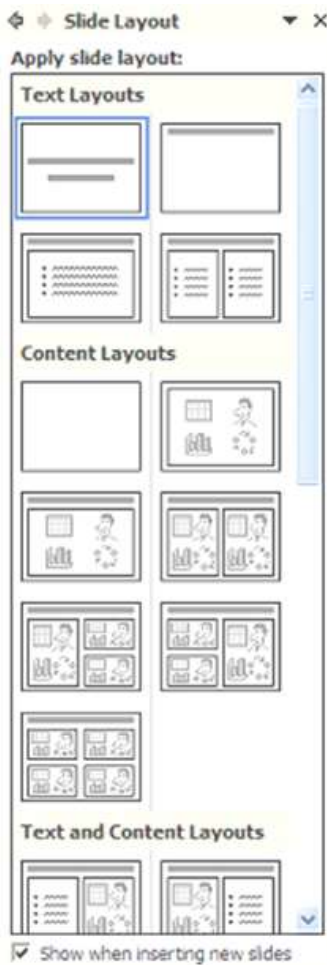 Slide Layout
Apply slide layout:
Text Layouts
Content Layouts
Text and Content Layouts
Show when inserting new slides